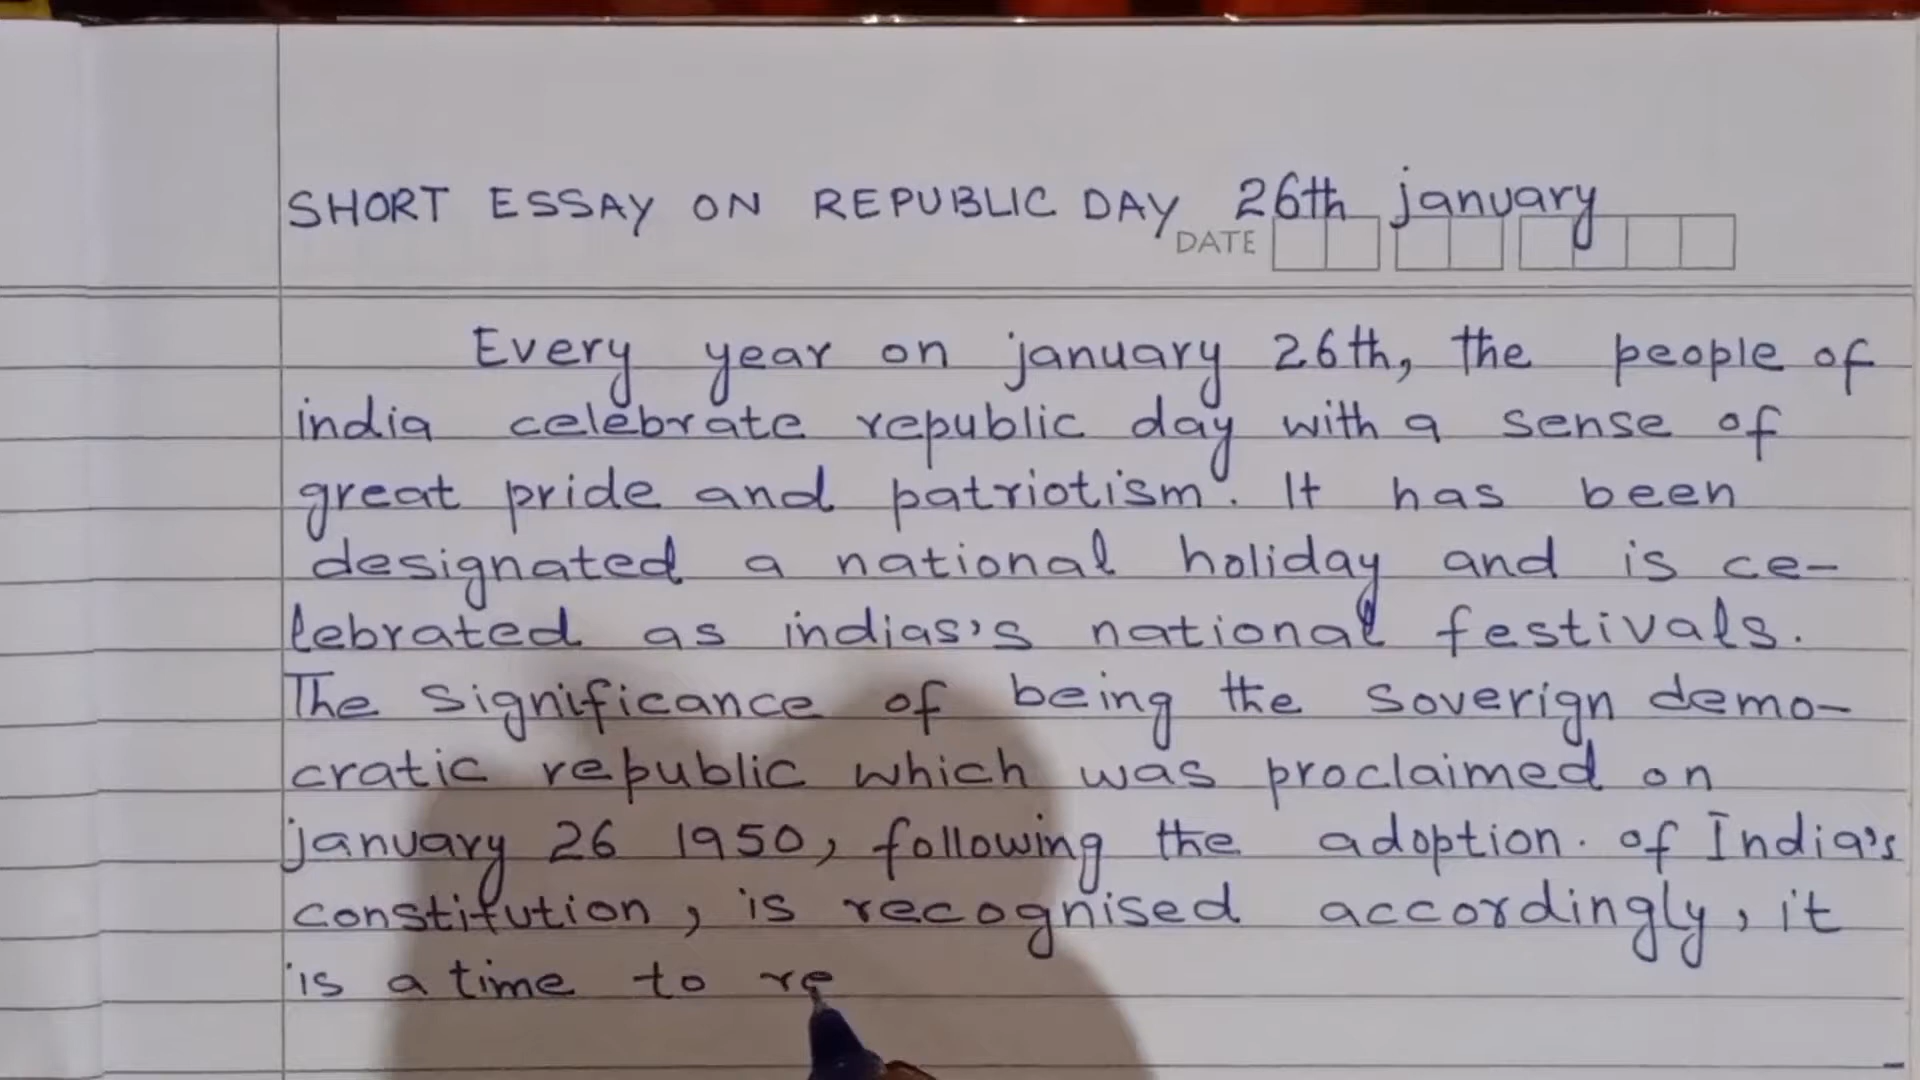 SHORT ESSAY ON REPUBLIC DAY 26th january
DATE
Every year on january 26th, the people of
india celebrate republic day with a sense of
great pride and patriotism. It has been
designated a national holiday and is ce-
lebrated as indias's national festivals.
The significance of being the soverign demo-
cratic republic which was proclaimed on
january 26 1950, following the adoption. of India's
constitution, is recognised accordingly, it
is a time to re